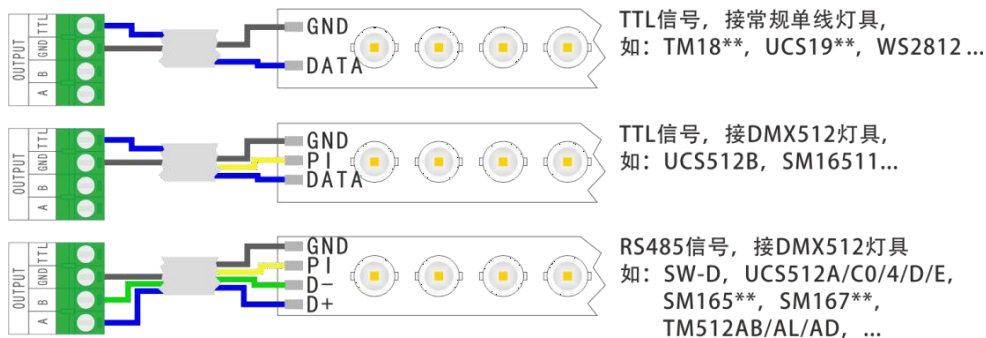 OUTPUT
TTL
GND
B
A
GND
DATA
TTL信号，接常规单线灯具，
如：TM18**，UCS19**，WS2812...
OUTPUT
TTL
GND
B
A
GND
PI
DATA
TTL信号，接DMX512灯具，
如：UCS512B，SM16511...
OUTPUT
TTL
GND
B
A
GND
PI
D-
D+
RS485信号，接DMX512灯具
如：SW-D，UCS512A/C0/4/D/E，
SM165**，SM167**，
TM512AB/AL/AD，...